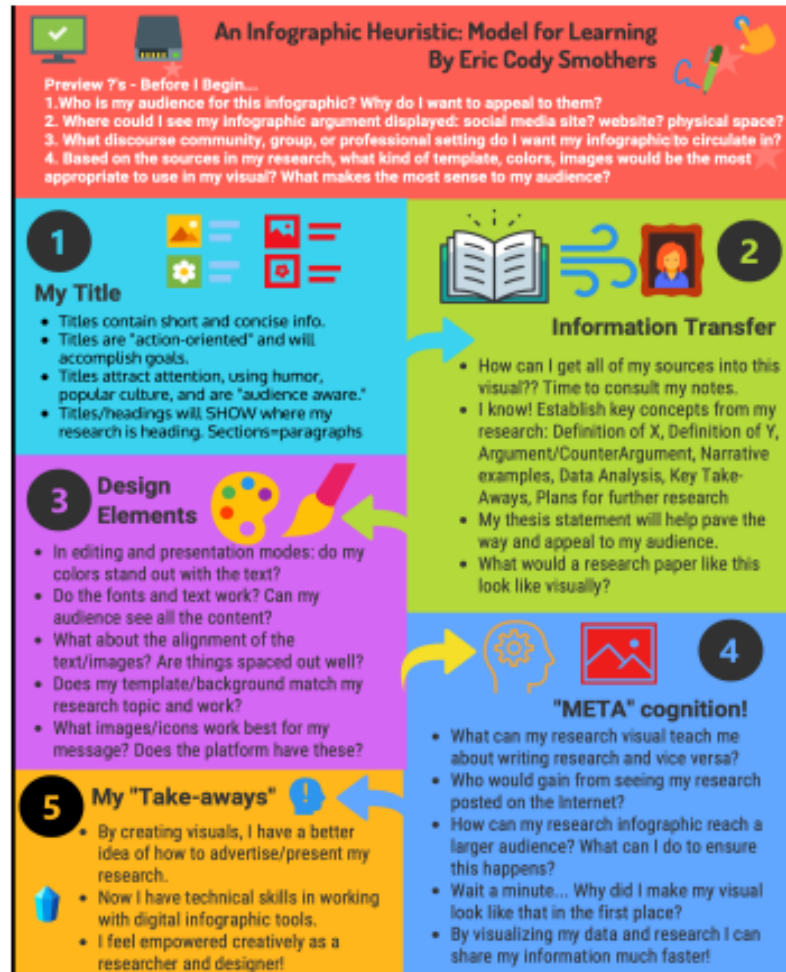 An Infographic Heuristic: Model for Learning
By Eric Cody Smothers
Preview ?'s - Before I Begin...
1.Who is my audience for this infographic? Why do I want to appeal to them?
2. Where could I see my infographic argument displayed: social media site? website? physical space?
3. What discourse community, group, or professional setting do I want my infographic to circulate in?
4. Based on the sources in my research, what kind of template, colors, images would be the most
appropriate to use in my visual? What makes the most sense to my audience?
1
My Title
• Titles contain short and concise info.
• Titles are "action-oriented" and will
accomplish goals.
• Titles attract attention, using humor,
popular culture, and are "audience aware."
• Titles/headings will SHOW where my
research is heading. Sections=paragraphs
2
Information Transfer
• How can I get all of my sources into this
visual?? Time to consult my notes.
• I know! Establish key concepts from my
research: Definition of X, Definition of Y,
Argument/CounterArgument, Narrative
examples, Data Analysis, Key Take-
Aways, Plans for further research
• My thesis statement will help pave the
way and appeal to my audience.
• What would a research paper like this
look like visually?
3
Design
Elements
• In editing and presentation modes: do my
colors stand out with the text?
• Do the fonts and text work? Can my
audience see all the content?
• What about the alignment of the
text/images? Are things spaced out well?
• Does my template/background match my
research topic and work?
• What images/icons work best for my
message? Does the platform have these?
4
"META" cognition!
• What can my research visual teach me
about writing research and vice versa?
• Who would gain from seeing my research
posted on the Internet?
• How can my research infographic reach a
larger audience? What can I do to ensure
this happens?
• Wait a minute... Why did I make my visual
look like that in the first place?
• By visualizing my data and research I can
share my information much faster!
5
My "Take-aways"
• By creating visuals, I have a better
idea of how to advertise/present my
research.
• Now I have technical skills in working
with digital infographic tools.
• I feel empowered creatively as a
researcher and designer!